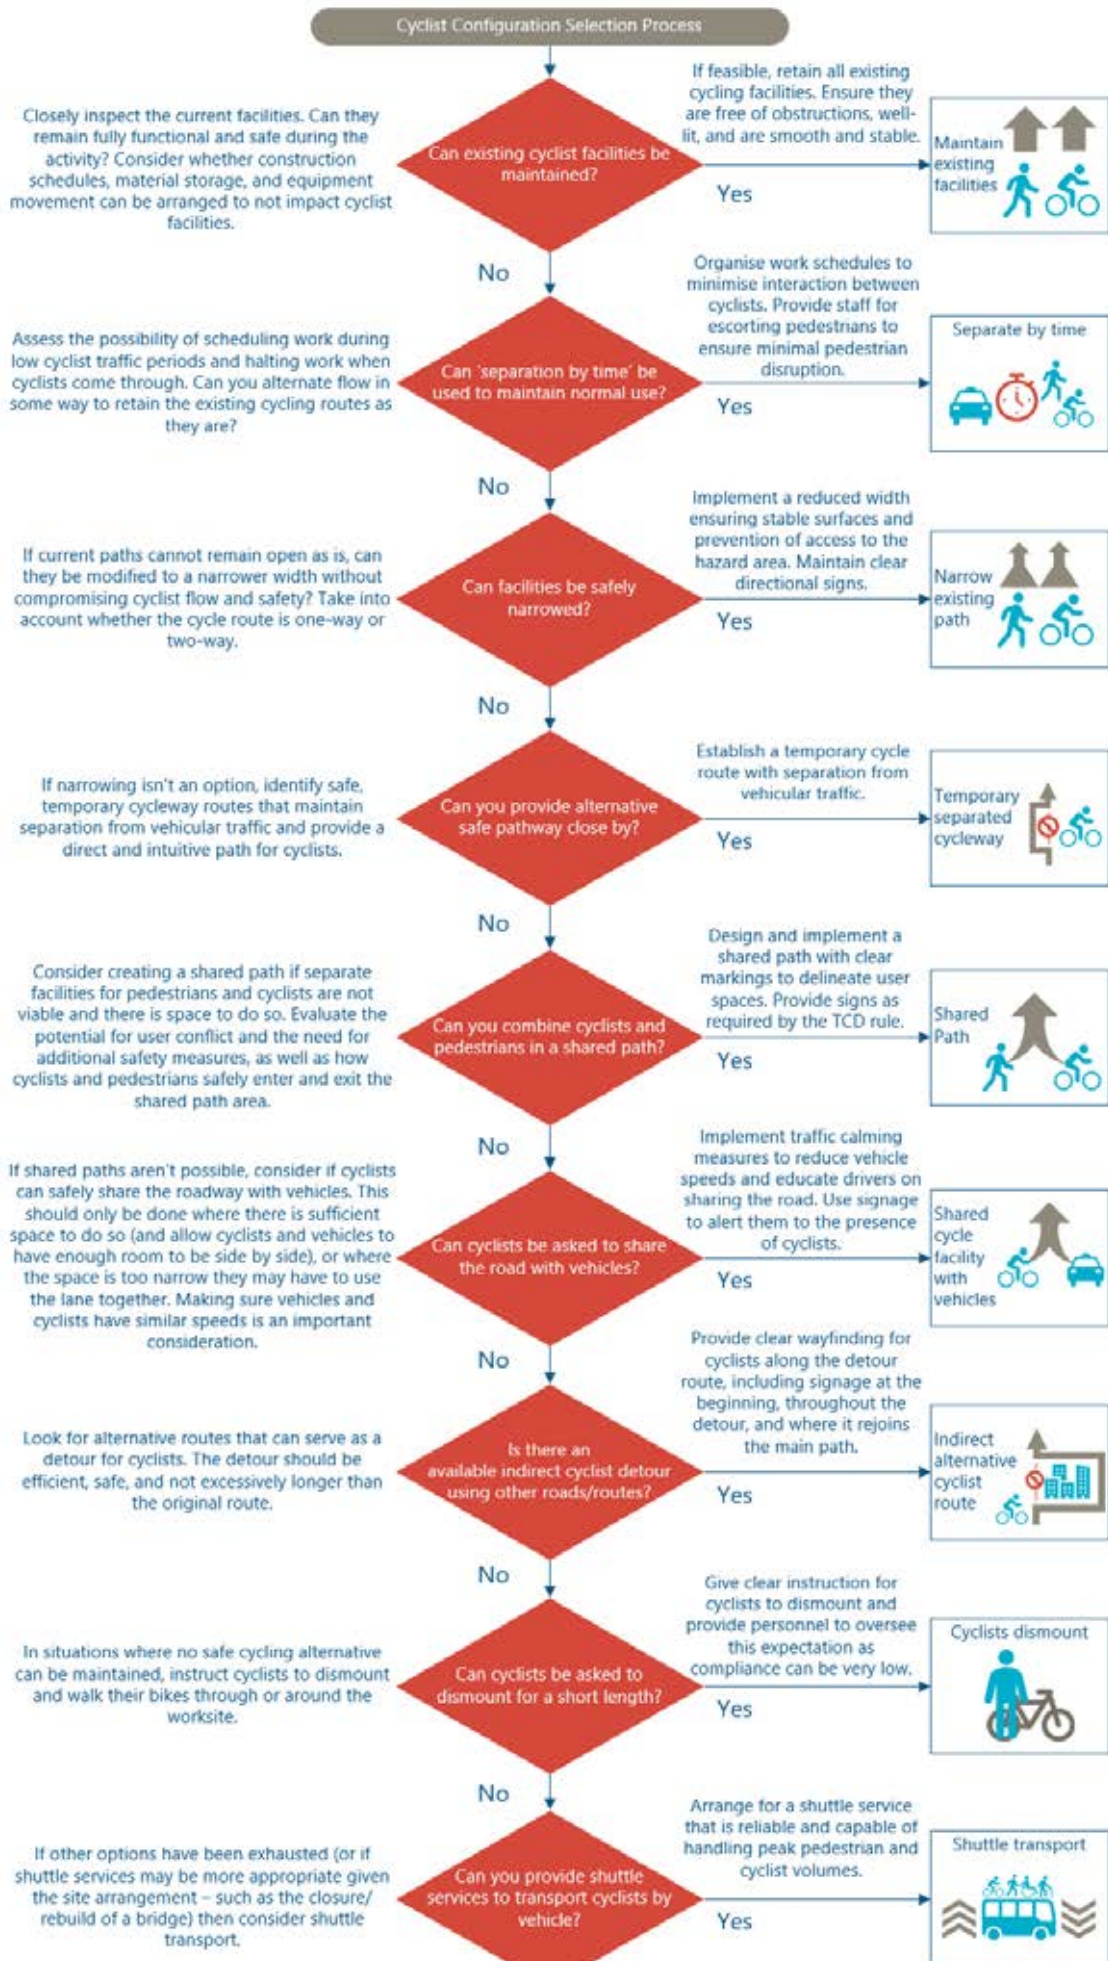 Cyclist Configuration Selection Process
Closely inspect the current facilities. Can they
remain fully functional and safe during the
activity? Consider whether construction
schedules, material storage, and equipment
movement can be arranged to not impact cyclist
facilities.
Can existing cyclist facilities be
maintained?
If feasible, retain all existing
cycling facilities. Ensure they
are free of obstructions, well-
lit, and are smooth and stable.
Yes
Maintain
existing
facilities
No
Assess the possibility of scheduling work during
low cyclist traffic periods and halting work when
cyclists come through. Can you alternate flow in
some way to retain the existing cycling routes as
they are?
Can 'separation by time' be
used to maintain normal use?
Organise work schedules to
minimise interaction between
cyclists. Provide staff for
escorting pedestrians to
ensure minimal pedestrian
disruption.
Yes
Separate by time
No
If current paths cannot remain open as is, can
they be modified to a narrower width without
compromising cyclist flow and safety? Take into
account whether the cycle route is one-way or
two-way.
Can facilities be safely
narrowed?
Implement a reduced width
ensuring stable surfaces and
prevention of access to the
hazard area. Maintain clear
directional signs.
Yes
Narrow
existing
path
No
If narrowing isn't an option, identify safe,
temporary cycleway routes that maintain
separation from vehicular traffic and provide a
direct and intuitive path for cyclists.
Can you provide alternative
safe pathway close by?
Establish a temporary cycle
route with separation from
vehicular traffic.
Yes
Temporary
separated
cycleway
No
Consider creating a shared path if separate
facilities for pedestrians and cyclists are not
viable and there is space to do so. Evaluate the
potential for user conflict and the need for
additional safety measures, as well as how
cyclists and pedestrians safely enter and exit the
shared path area.
Can you combine cyclists and
pedestrians in a shared path?
Design and implement a
shared path with clear
markings to delineate user
spaces. Provide signs as
required by the TCD rule.
Yes
Shared
Path
No
If shared paths aren't possible, consider if cyclists
can safely share the roadway with vehicles. This
should only be done where there is sufficient
space to do so (and allow cyclists and vehicles to
have enough room to be side by side), or where
the space is too narrow they may have to use
the lane together. Making sure vehicles and
cyclists have similar speeds is an important
consideration.
Can cyclists be asked to share
the road with vehicles?
Implement traffic calming
measures to reduce vehicle
speeds and educate drivers on
sharing the road. Use signage
to alert them to the presence
of cyclists.
Yes
Shared
cycle
facility
with
vehicles
No
Look for alternative routes that can serve as a
detour for cyclists. The detour should be
efficient, safe, and not excessively longer than
the original route.
Is there an
available indirect cyclist detour
using other roads/routes?
Provide clear wayfinding for
cyclists along the detour
route, including signage at the
beginning, throughout the
detour, and where it rejoins
the main path.
Yes
Indirect
alternative
cyclist
route
No
In situations where no safe cycling alternative
can be maintained, instruct cyclists to dismount
and walk their bikes through or around the
worksite.
Can cyclists be asked to
dismount for a short length?
Give clear instruction for
cyclists to dismount and
provide personnel to oversee
this expectation as
compliance can be very low.
Yes
Cyclists dismount
No
If other options have been exhausted (or if
shuttle services may be more appropriate given
the site arrangement – such as the closure/
rebuild of a bridge) then consider shuttle
transport.
Can you provide shuttle
services to transport cyclists by
vehicle?
Arrange for a shuttle service
that is reliable and capable of
handling peak pedestrian and
cyclist volumes.
Yes
Shuttle transport